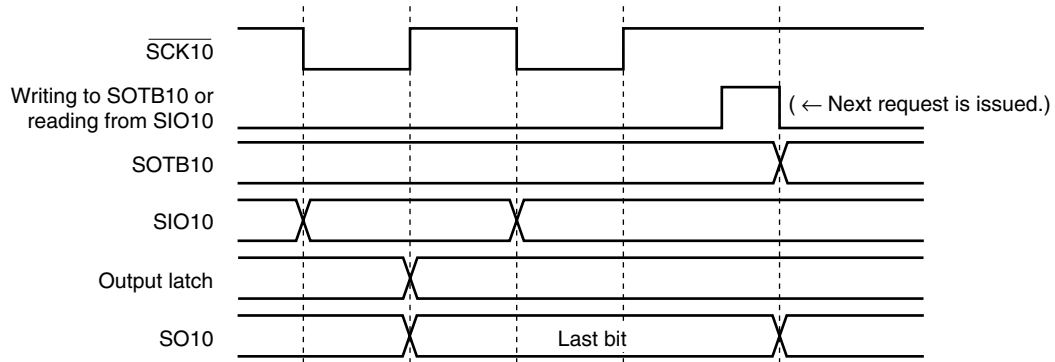 SCK10
Writing to SOTB10 or
reading from SIO10
( ← Next request is issued.)
SOTB10
SIO10
Output latch
SO10
Last bit